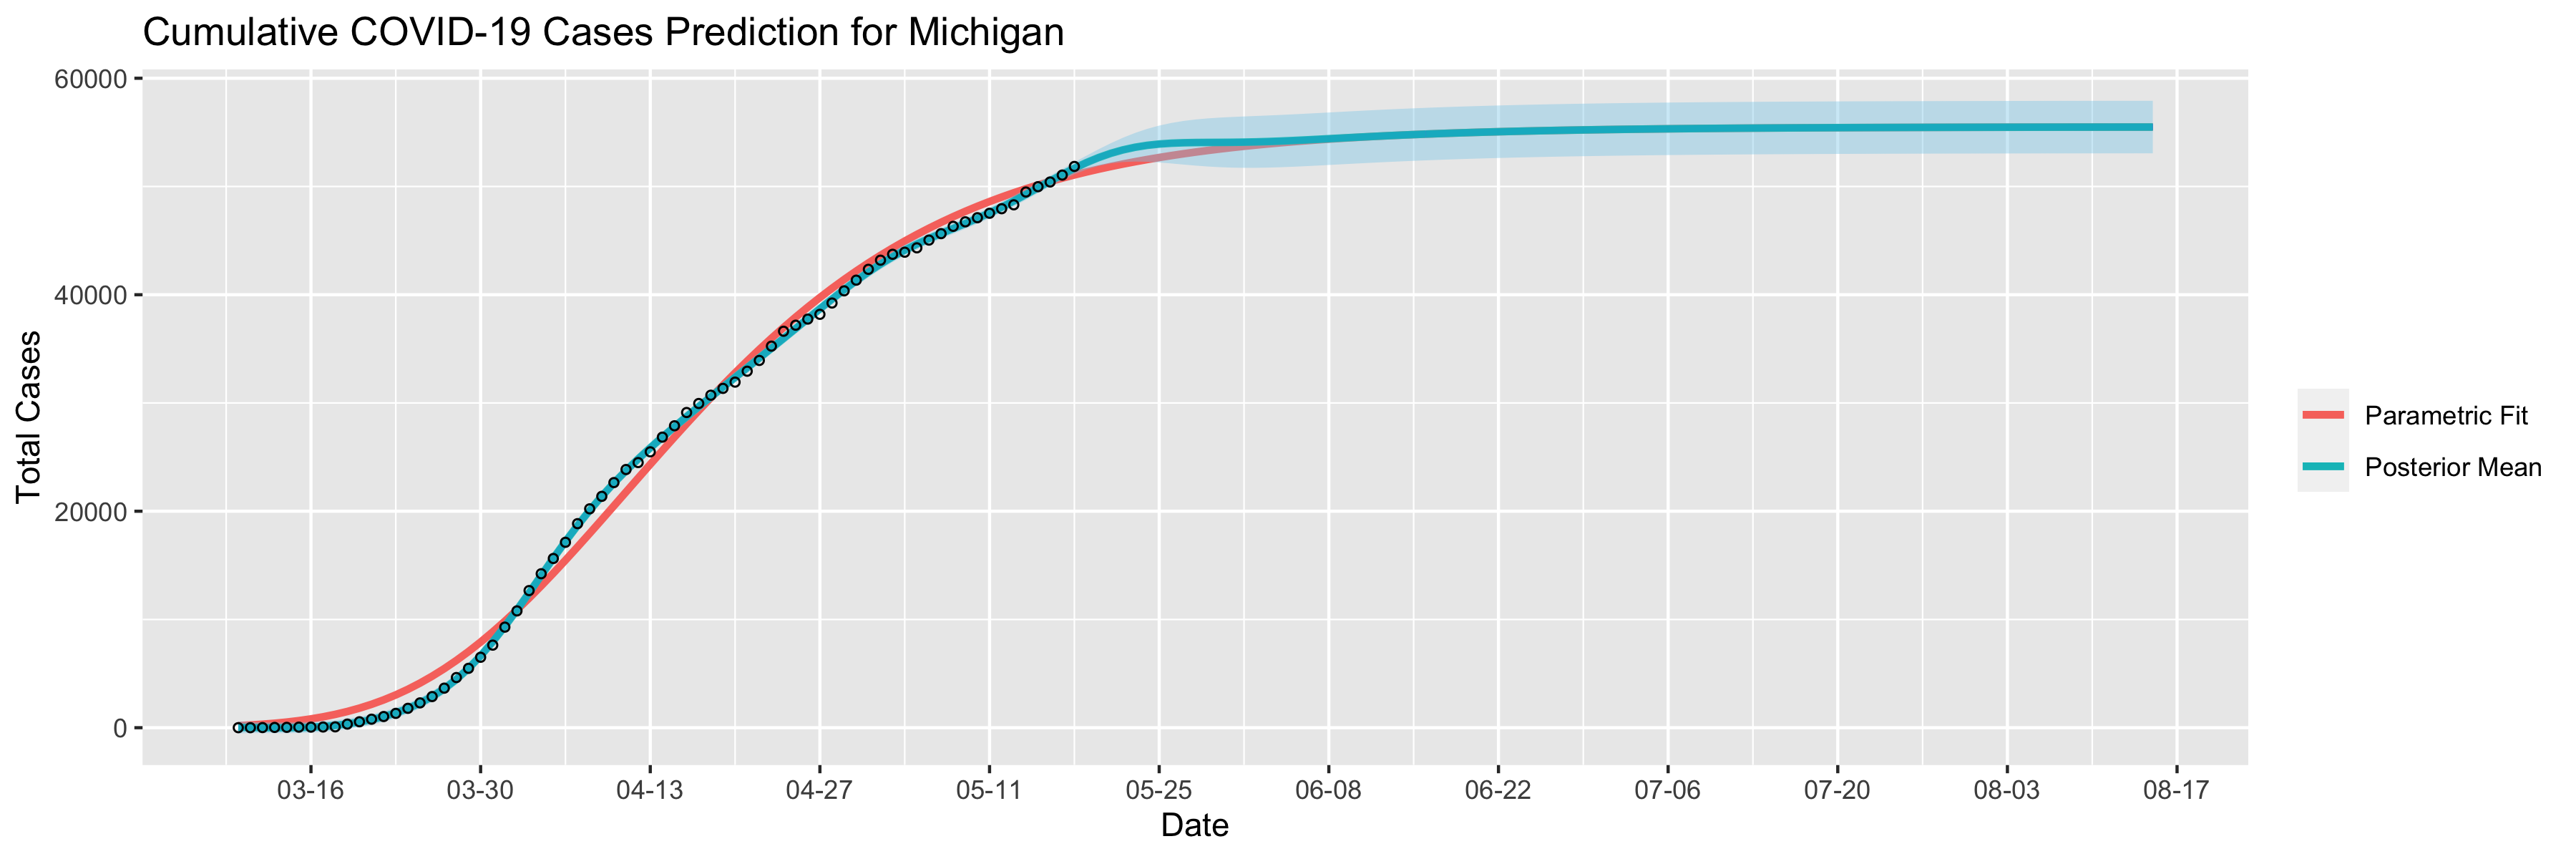 Cumulative COVID-19 Cases Prediction for Michigan
60000
40000
20000
0
Total Cases
03-16 03-30 04-13 04-27 05-11 05-25 06-08 06-22 07-06 07-20 08-03 08-17
Date
Parametric Fit
Posterior Mean